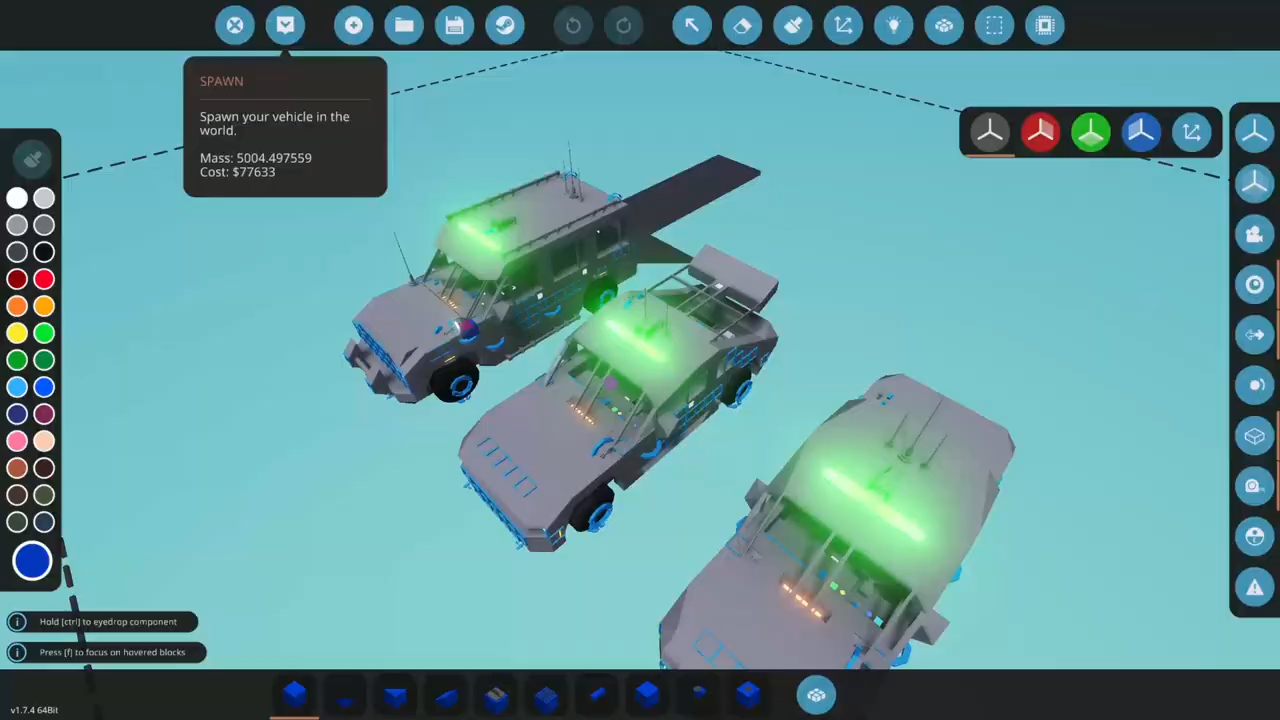 SPAWN
Spawn your vehicle in the
world.
Mass: 5004.497559
Cost: $77633
Hold [ctrl] to eyedrop component
Press [f] to focus on hovered blocks
v1.7.4 64Bit